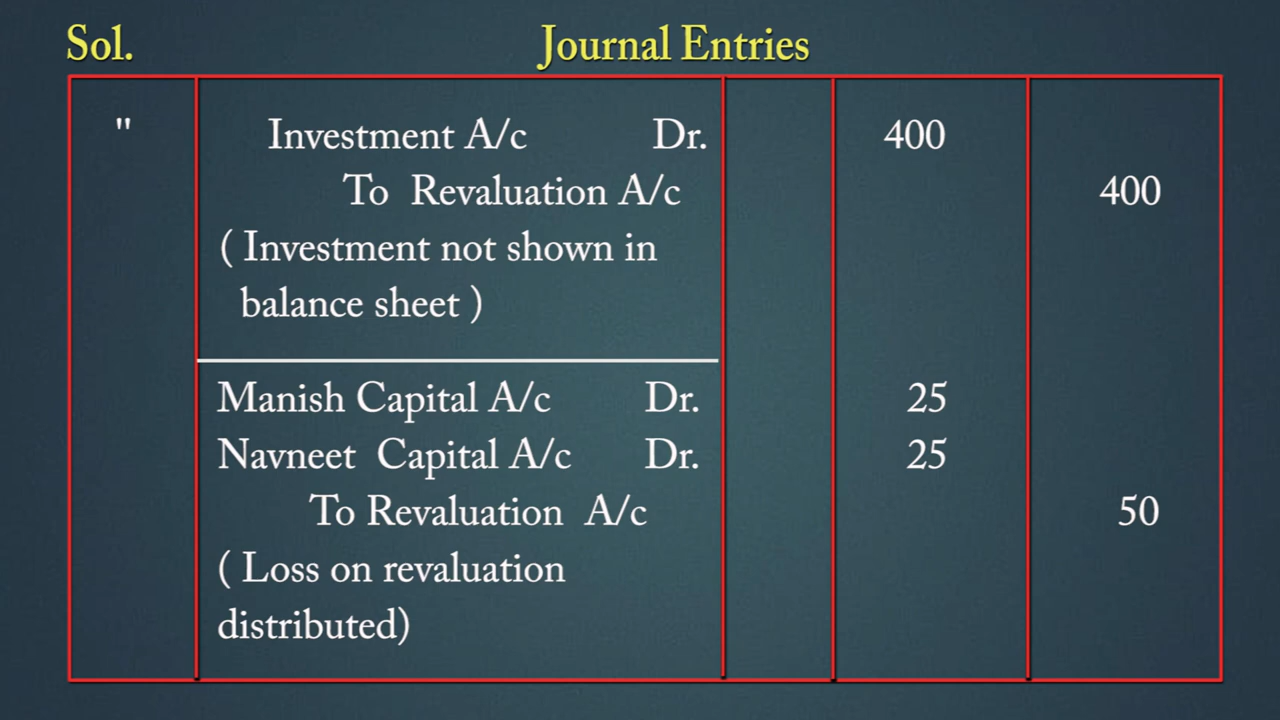 Sol. Journal Entries
" Investment A/c Dr. 400
To Revaluation A/c 400
( Investment not shown in
balance sheet )
Manish Capital A/c Dr. 25
Navneet Capital A/c Dr. 25
To Revaluation A/c 50
( Loss on revaluation
distributed)